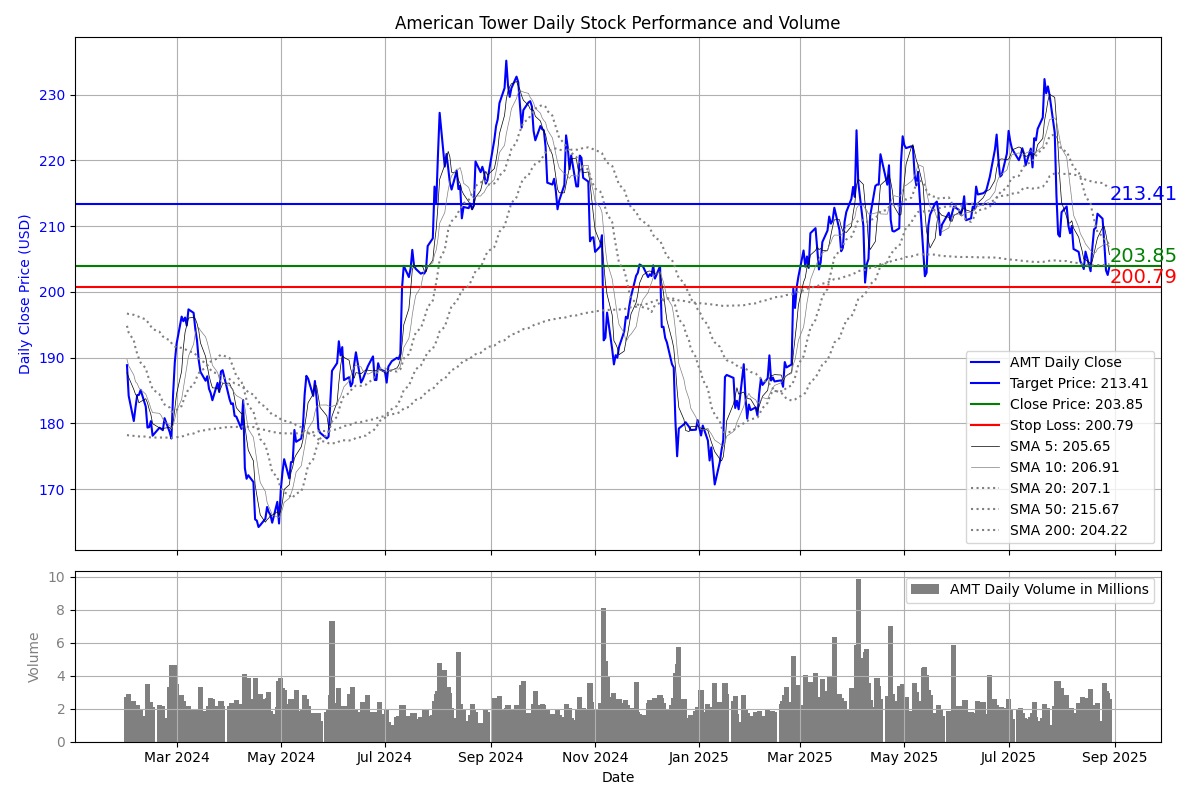 American Tower Daily Stock Performance and Volume
Daily Close Price (USD)
230
220
210
200
190
180
170
213.41
203.85
200.79
AMT Daily Close
Target Price: 213.41
Close Price: 203.85
Stop Loss: 200.79
SMA 5: 205.65
SMA 10: 206.91
SMA 20: 207.1
SMA 50: 215.67
SMA 200: 204.22
Volume
10
8
6
4
2
0
AMT Daily Volume in Millions
Mar 2024 May 2024 Jul 2024 Sep 2024 Nov 2024 Jan 2025 Mar 2025 May 2025 Jul 2025 Sep 2025
Date